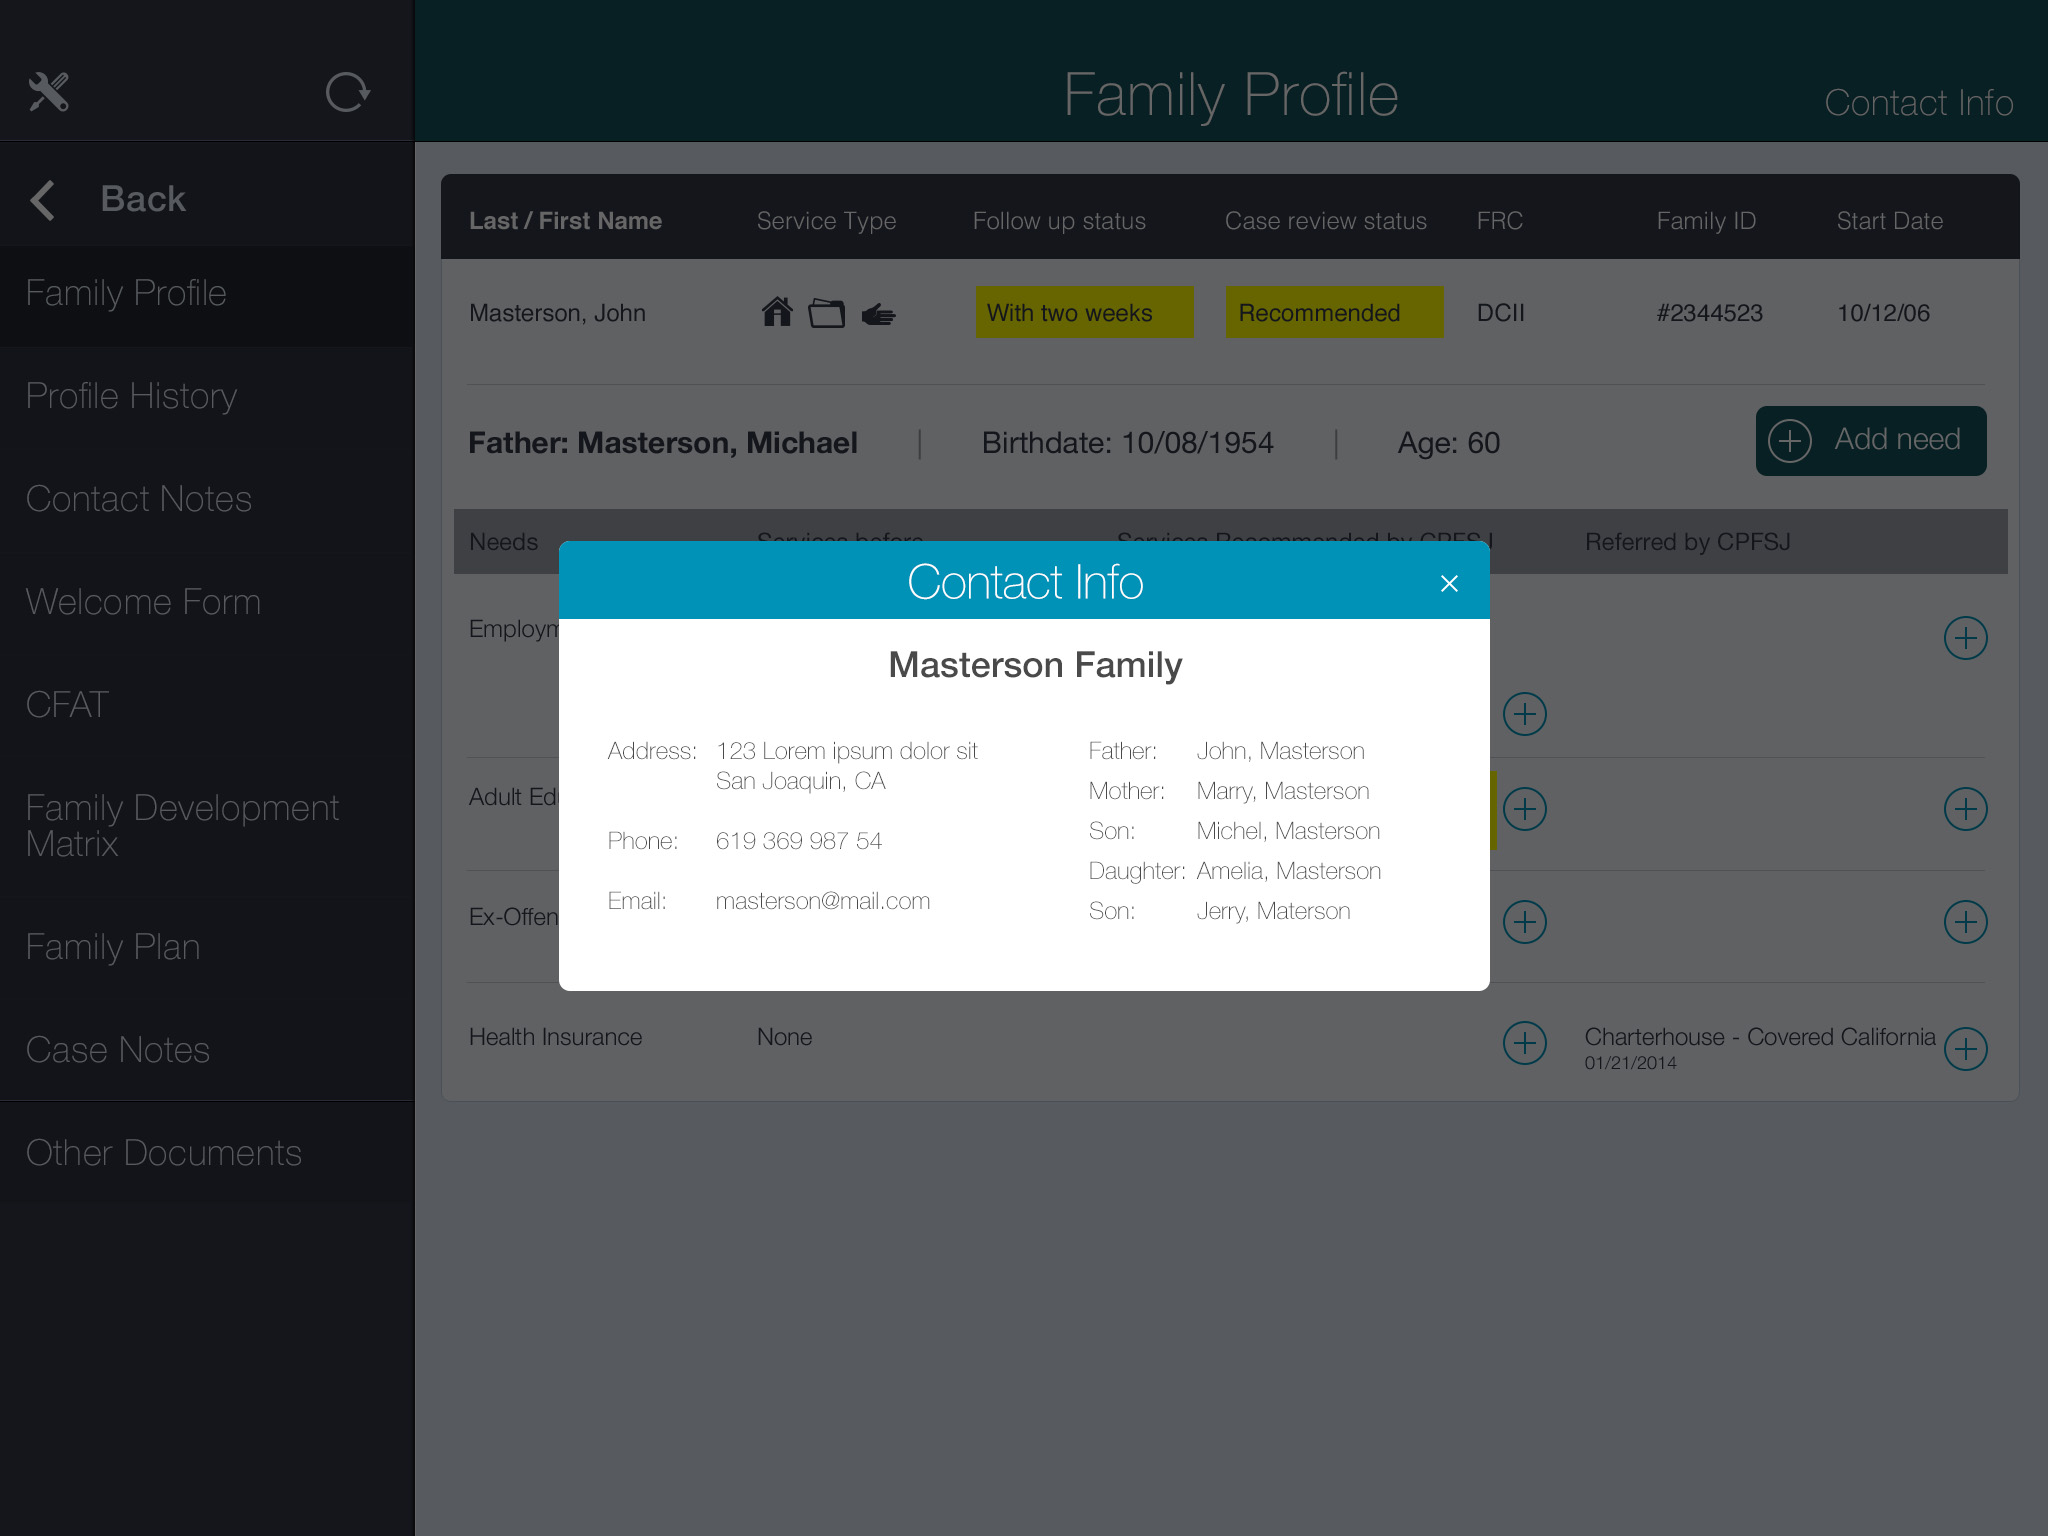 Family Profile
Contact Info
Back
Family Profile
Profile History
Contact Notes
Welcome Form
CFAT
Family Development
Matrix
Family Plan
Case Notes
Other Documents
Last / First Name Service Type Follow up status Case review status FRC Family ID Start Date
Masterson, John With two weeks Recommended DCII #2344523 10/12/06
Father: Masterson, Michael | Birthdate: 10/08/1954 | Age: 60
Add need
Needs Services before Services Recommended by CPFSJ Referred by CPFSJ
Contact Info
Masterson Family
Address: 123 Lorem ipsum dolor sit
San Joaquin, CA
Phone: 619 369 987 54
Email: masterson@mail.com
Father: John, Masterson
Mother: Marry, Masterson
Son: Michel, Masterson
Daughter: Amelia, Masterson
Son: Jerry, Materson
Employm
Adult Ed
Ex-Offen
Health Insurance None Charterhouse - Covered California
01/21/2014